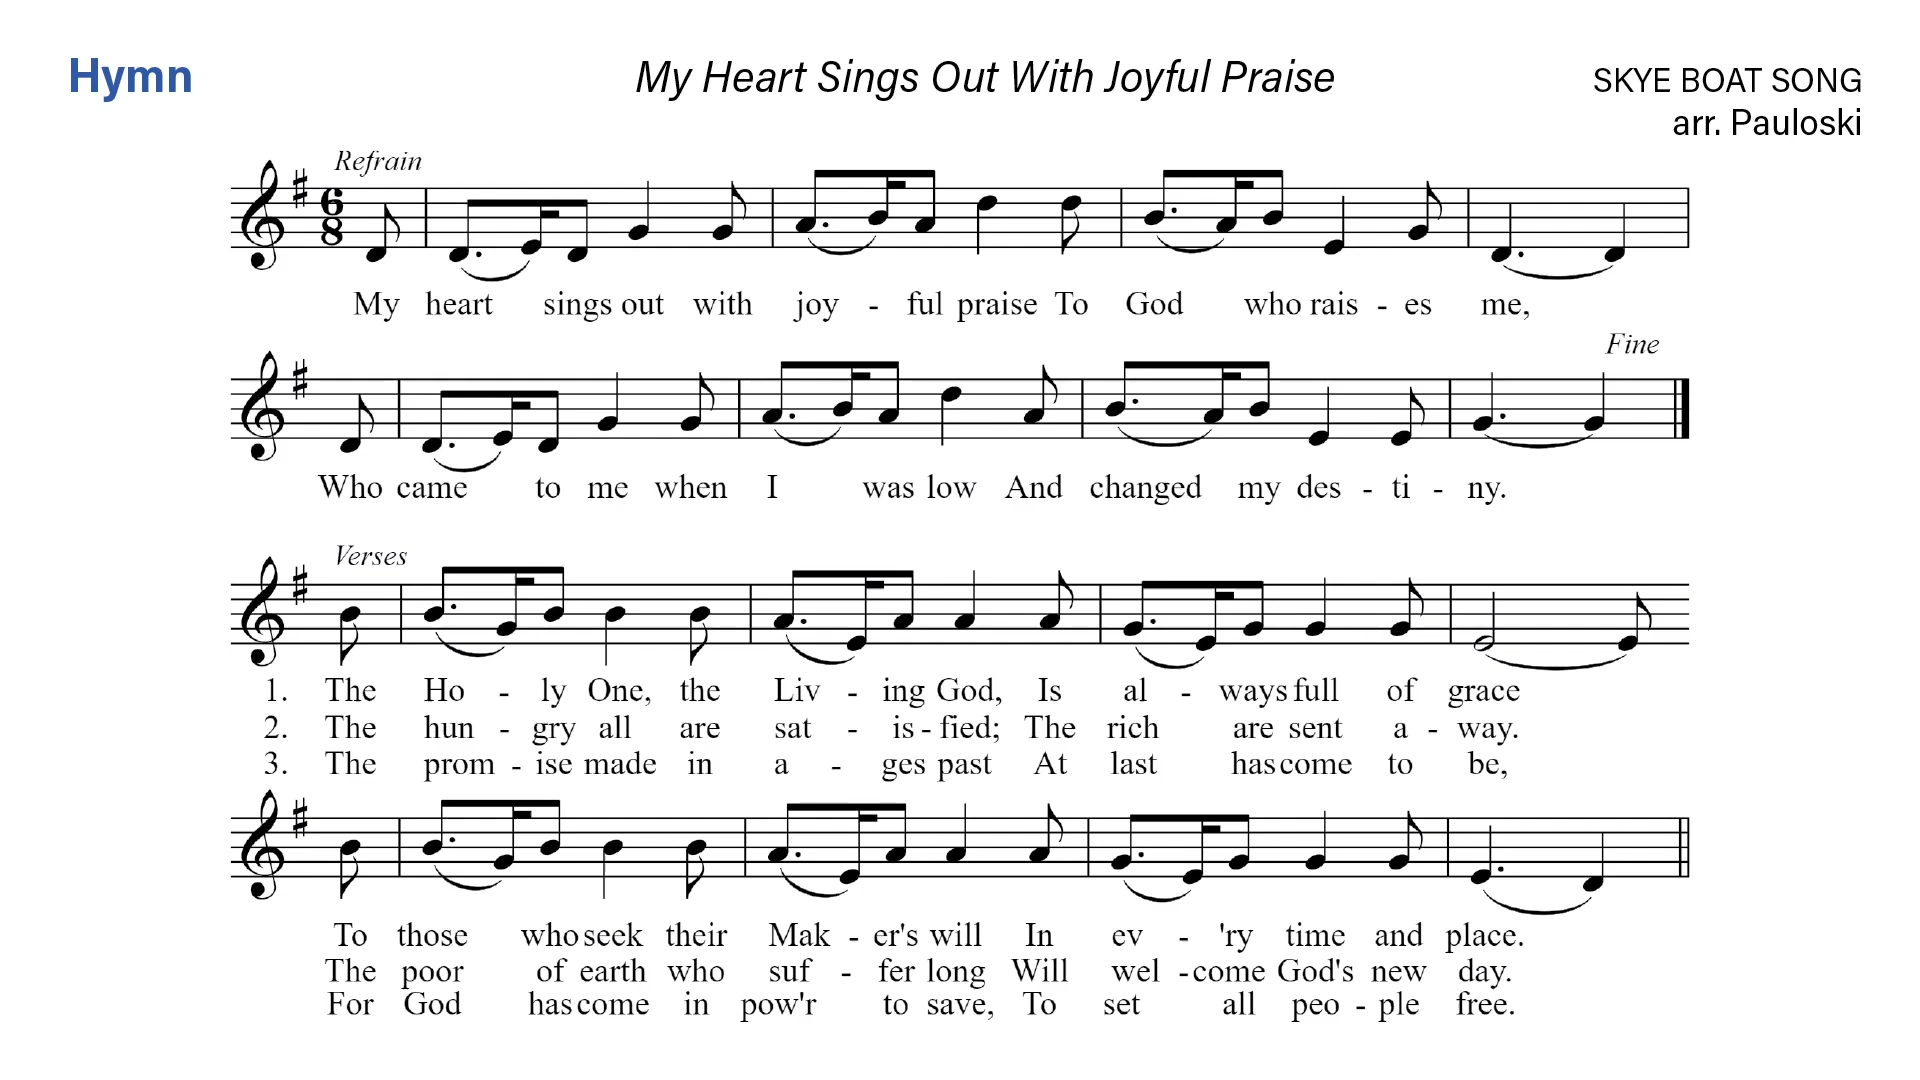 Hymn
My Heart Sings Out With Joyful Praise
SKYE BOAT SONG
arr. Pauloski
Refrain
6
8
My heart sings out with joy - ful praise To God who rais - es me,
Fine
Who came to me when I was low And changed my des - ti - ny.
Verses
1. The Ho - ly One, the Liv - ing God, Is al - ways full of grace
2. The hun - gry all are sat - is - fied; The rich are sent a - way.
3. The prom - ise made in a - ges past At last has come to be,
To those who seek their Mak - er's will In ev - 'ry time and place.
The poor of earth who suf - fer long Will wel - come God's new day.
For God has come in pow'r to save, To set all peo - ple free.